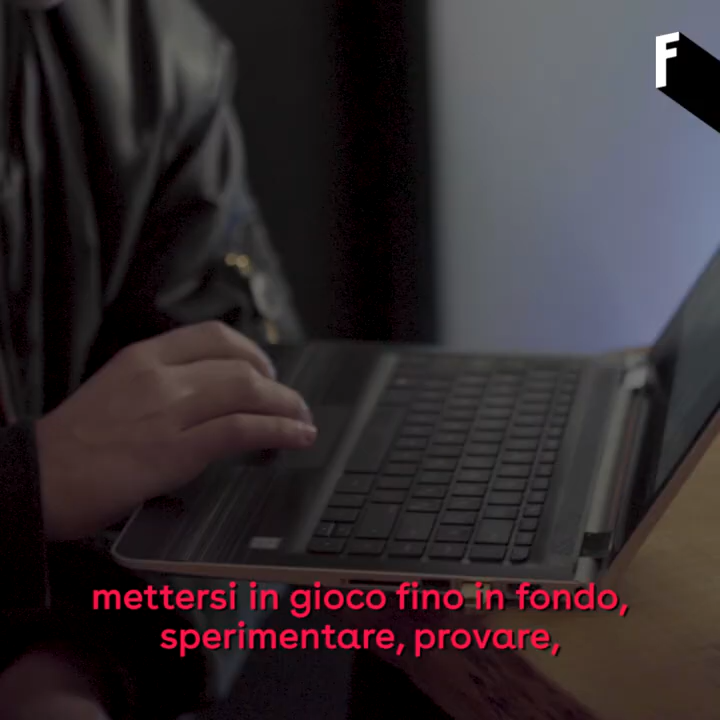 F
mettersi in gioco fino in fondo,
sperimentare, provare,